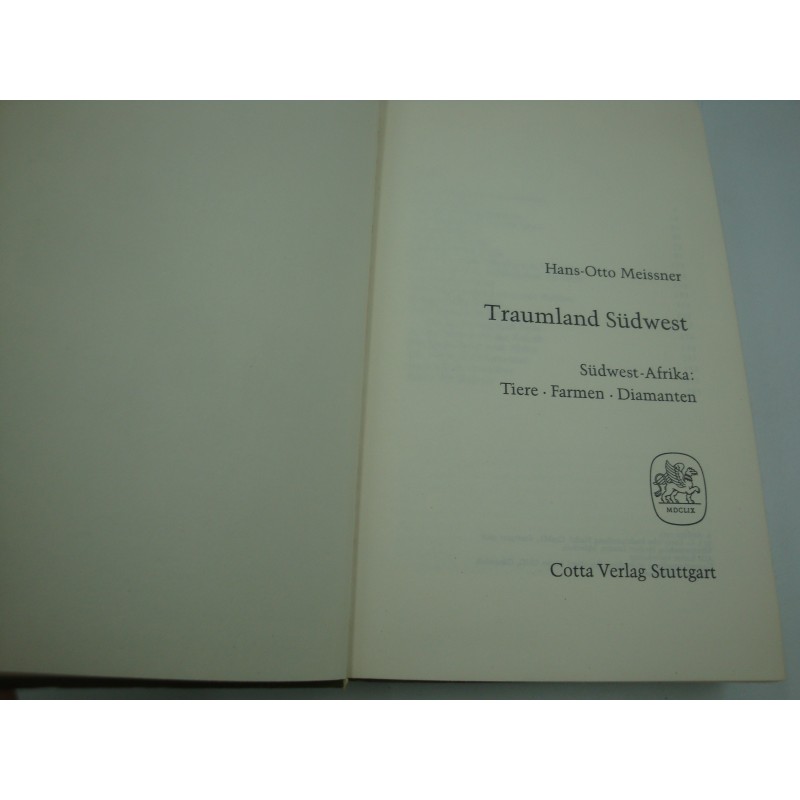 Hans-Otto Meissner
Traumland Südwest
Südwest-Afrika:
Tiere · Farmen · Diamanten
MDCLIX
Cotta Verlag Stuttgart